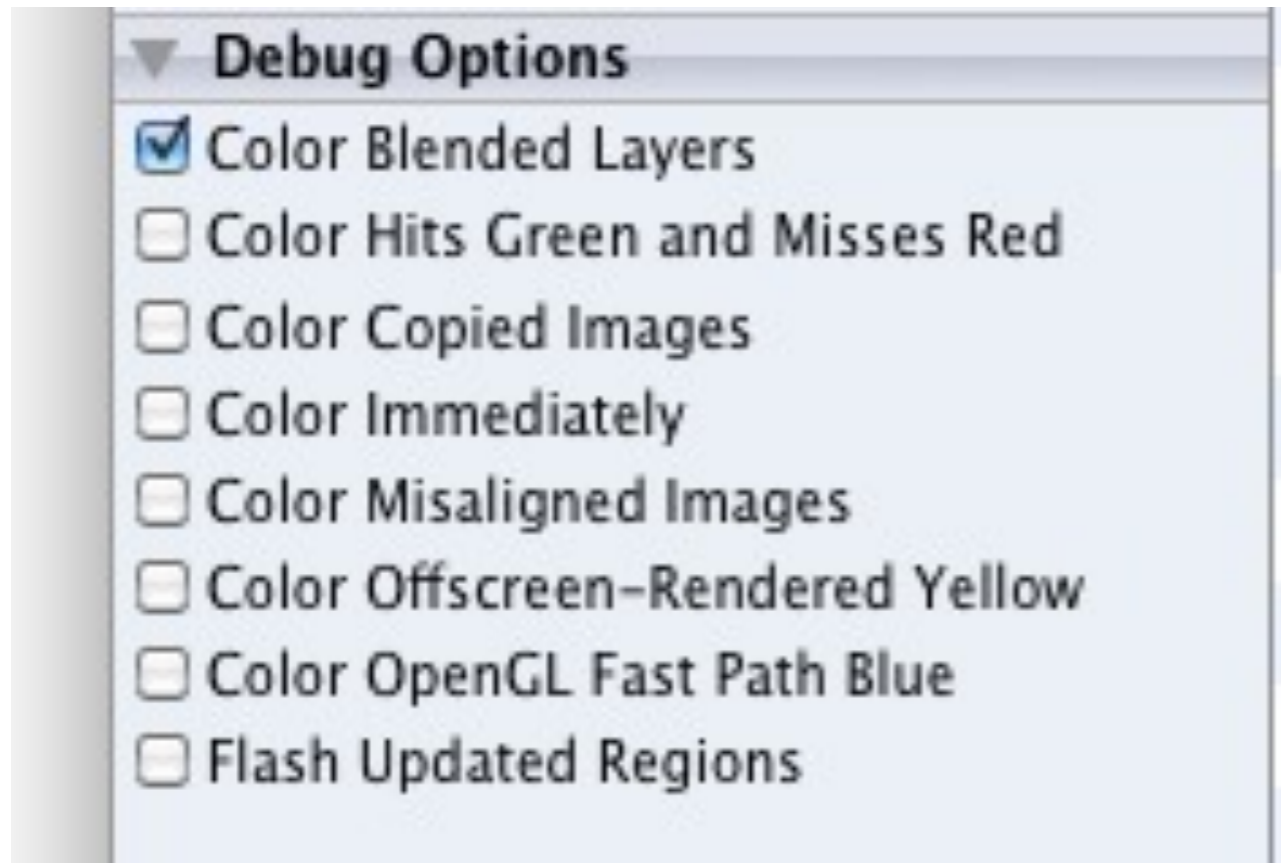 Debug Options
Color Blended Layers
Color Hits Green and Misses Red
Color Copied Images
Color Immediately
Color Misaligned Images
Color Offscreen-Rendered Yellow
Color OpenGL Fast Path Blue
Flash Updated Regions